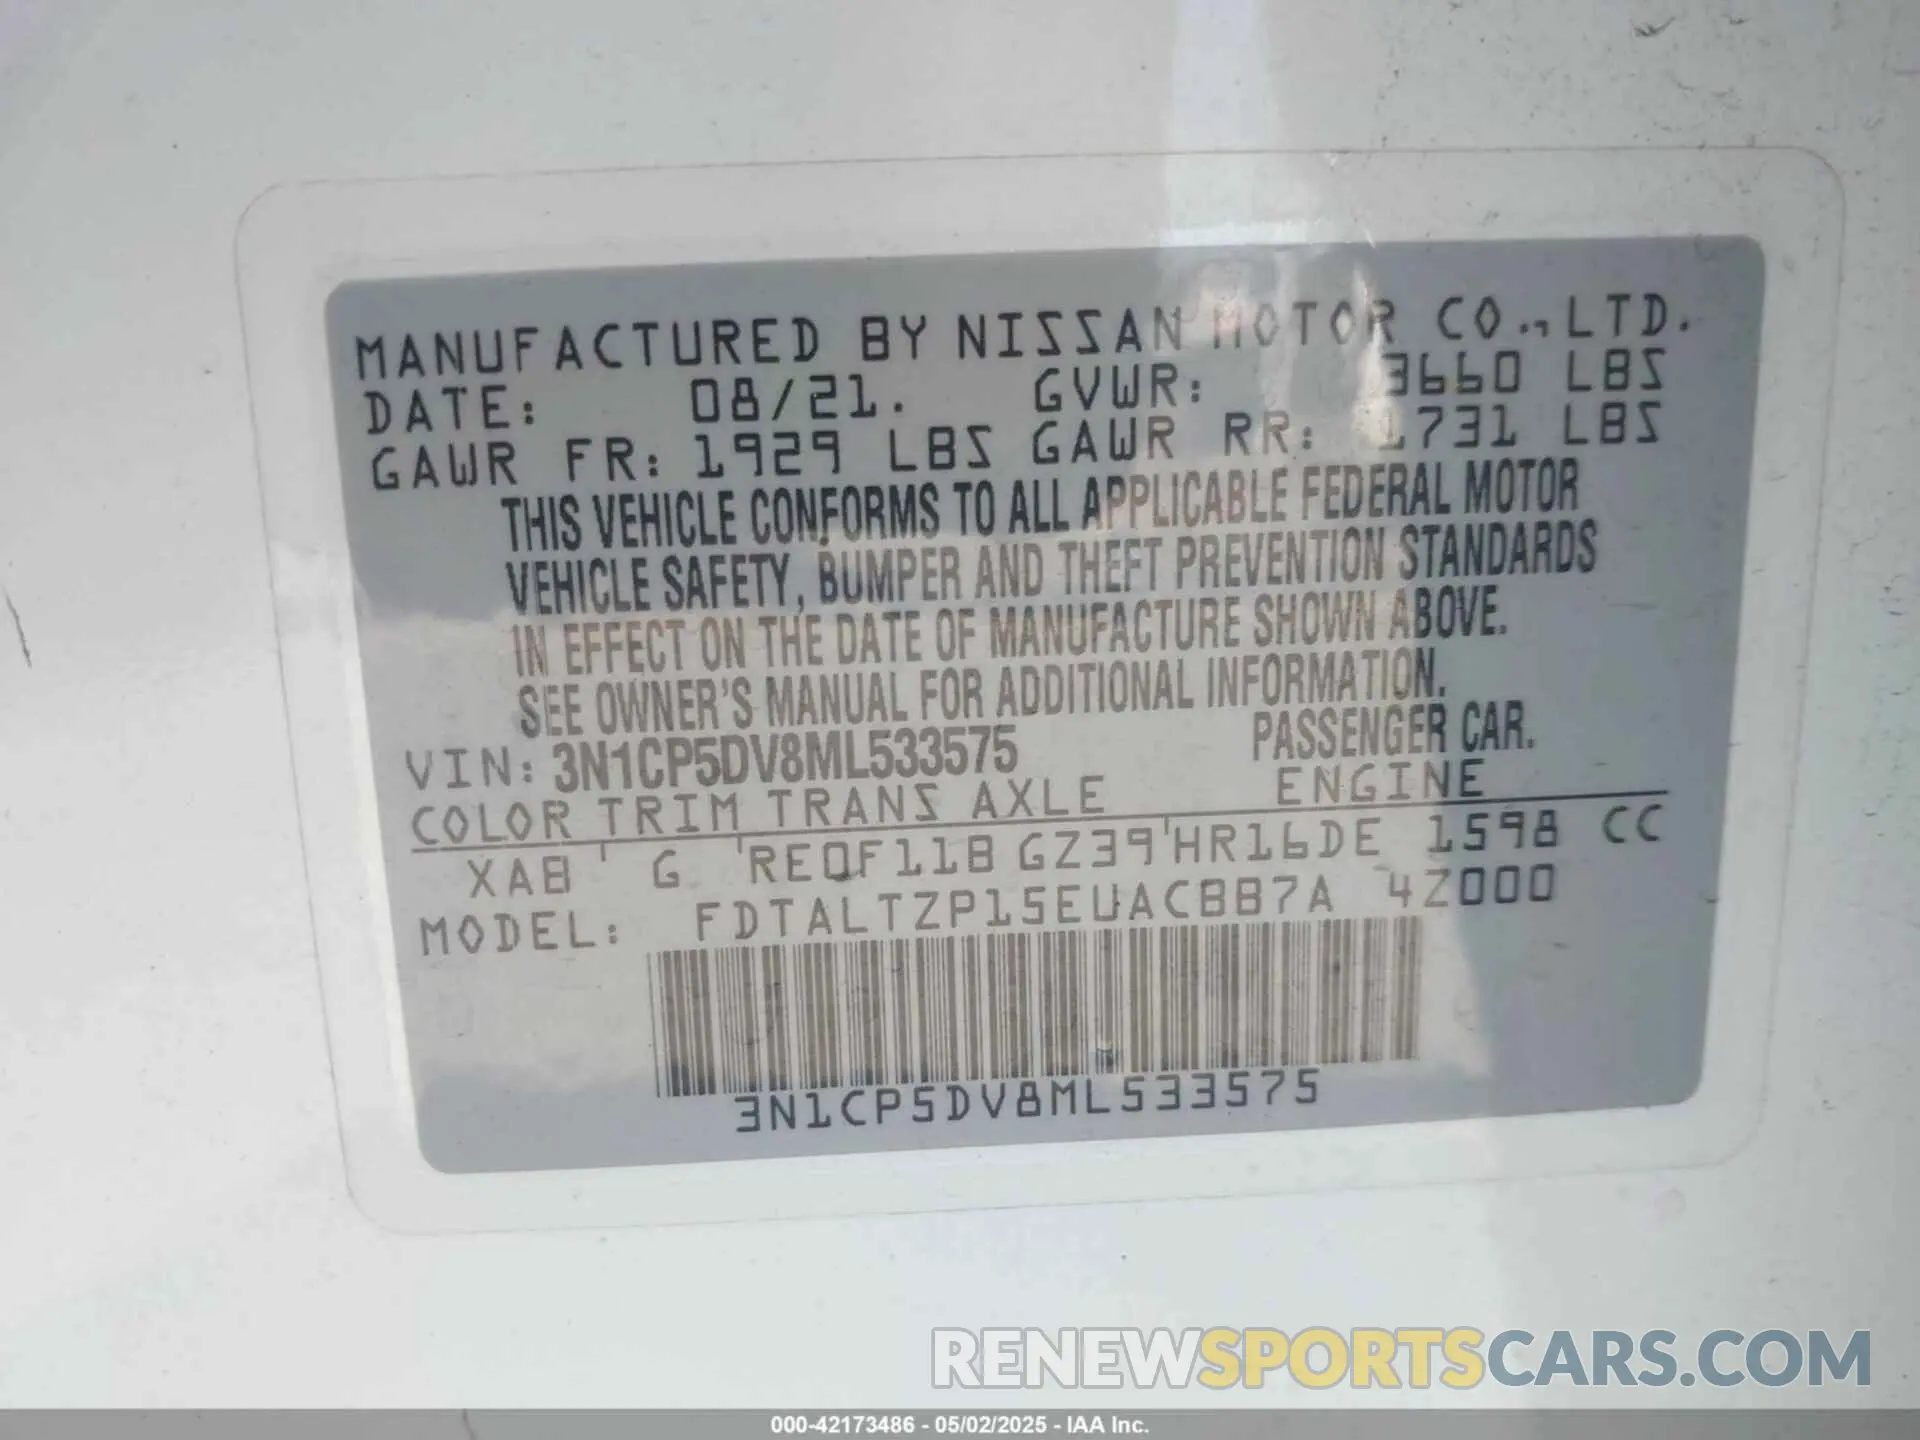 MANUFACTURED BY NISSAN MOTOR CO., LTD.
DATE: 08/21. GVWR: 3660 LBS
GAWR FR: 1929 LBS GAWR RR: 1731 LBS
THIS VEHICLE CONFORMS TO ALL APPLICABLE FEDERAL MOTOR
VEHICLE SAFETY, BUMPER AND THEFT PREVENTION STANDARDS
IN EFFECT ON THE DATE OF MANUFACTURE SHOWN ABOVE.
SEE OWNER'S MANUAL FOR ADDITIONAL INFORMATION.
VIN: 3N1CP5DV8ML533575 PASSENGER CAR.
COLOR TRIM TRANS AXLE ENGINE
XAB G RE0F11B GZ39 HR16DE 1598 CC
MODEL: FDTALTZP15EUACBB7A 4Z000
3N1CP5DV8ML533575
RENEWSPORTSCARS.COM
000-42173486 - 05/02/2025 - IAA Inc.